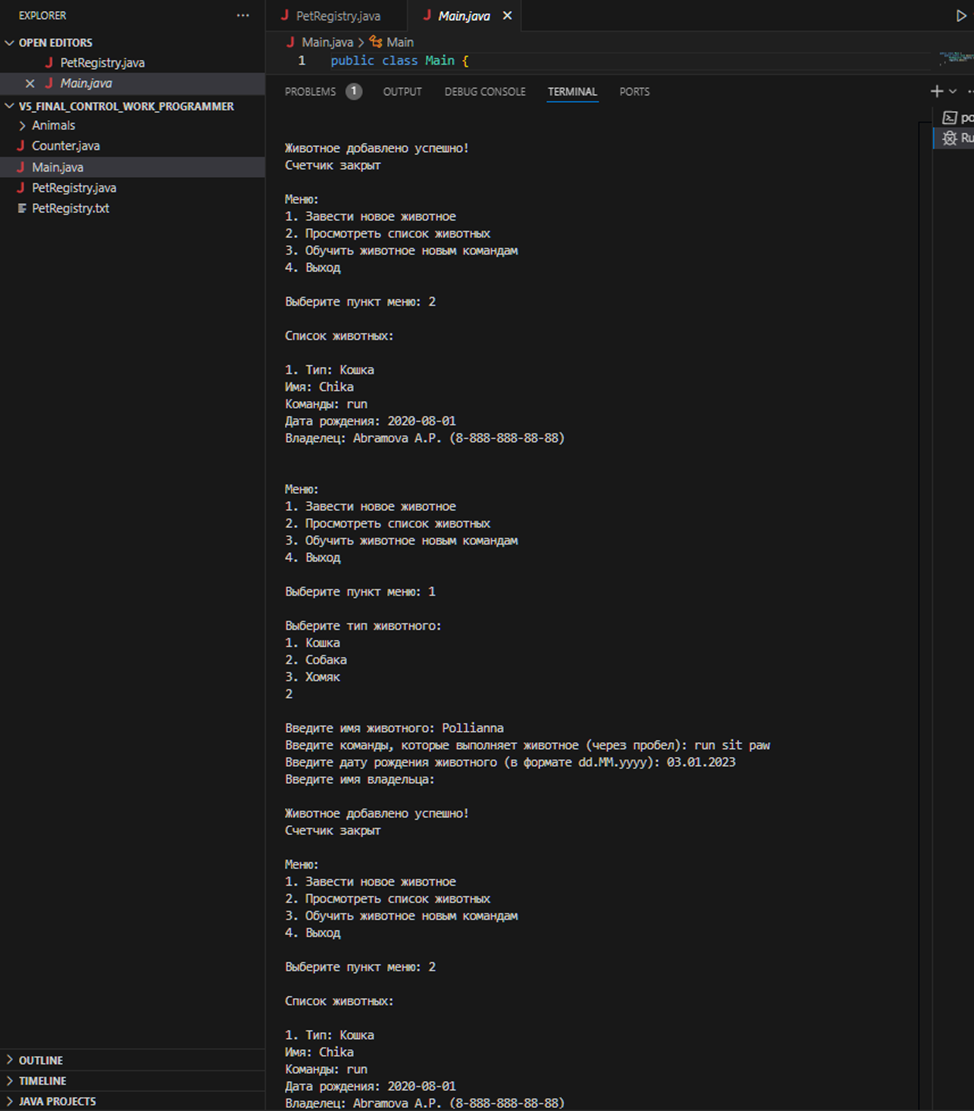 EXPLORER
OPEN EDITORS
PetRegistry.java
Main.java
V5_FINAL_CONTROL_WORK_PROGRAMMER
Animals
Counter.java
Main.java
PetRegistry.java
PetRegistry.txt
OUTLINE
TIMELINE
JAVA PROJECTS
PetRegistry.java Main.java
Main.java > Main
1 public class Main {
PROBLEMS 1 OUTPUT DEBUG CONSOLE TERMINAL PORTS
Животное добавлено успешно!
Счетчик закрыт
Меню:
1. Завести новое животное
2. Просмотреть список животных
3. Обучить животное новым командам
4. Выход
Выберите пункт меню: 2
Список животных:
1. Тип: Кошка
Имя: Chika
Команды: run
Дата рождения: 2020-08-01
Владелец: Abramova A.P. (8-888-888-88-88)
Меню:
1. Завести новое животное
2. Просмотреть список животных
3. Обучить животное новым командам
4. Выход
Выберите пункт меню: 1
Выберите тип животного:
1. Кошка
2. Собака
3. Хомяк
2
Введите имя животного: Pollianna
Введите команды, которые выполняет животное (через пробел): run sit paw
Введите дату рождения животного (в формате dd.MM.yyyy): 03.01.2023
Введите имя владельца:
Животное добавлено успешно!
Счетчик закрыт
Меню:
1. Завести новое животное
2. Просмотреть список животных
3. Обучить животное новым командам
4. Выход
Выберите пункт меню: 2
Список животных:
1. Тип: Кошка
Имя: Chika
Команды: run
Дата рождения: 2020-08-01
Владелец: Abramova A.P. (8-888-888-88-88)
po
Ru